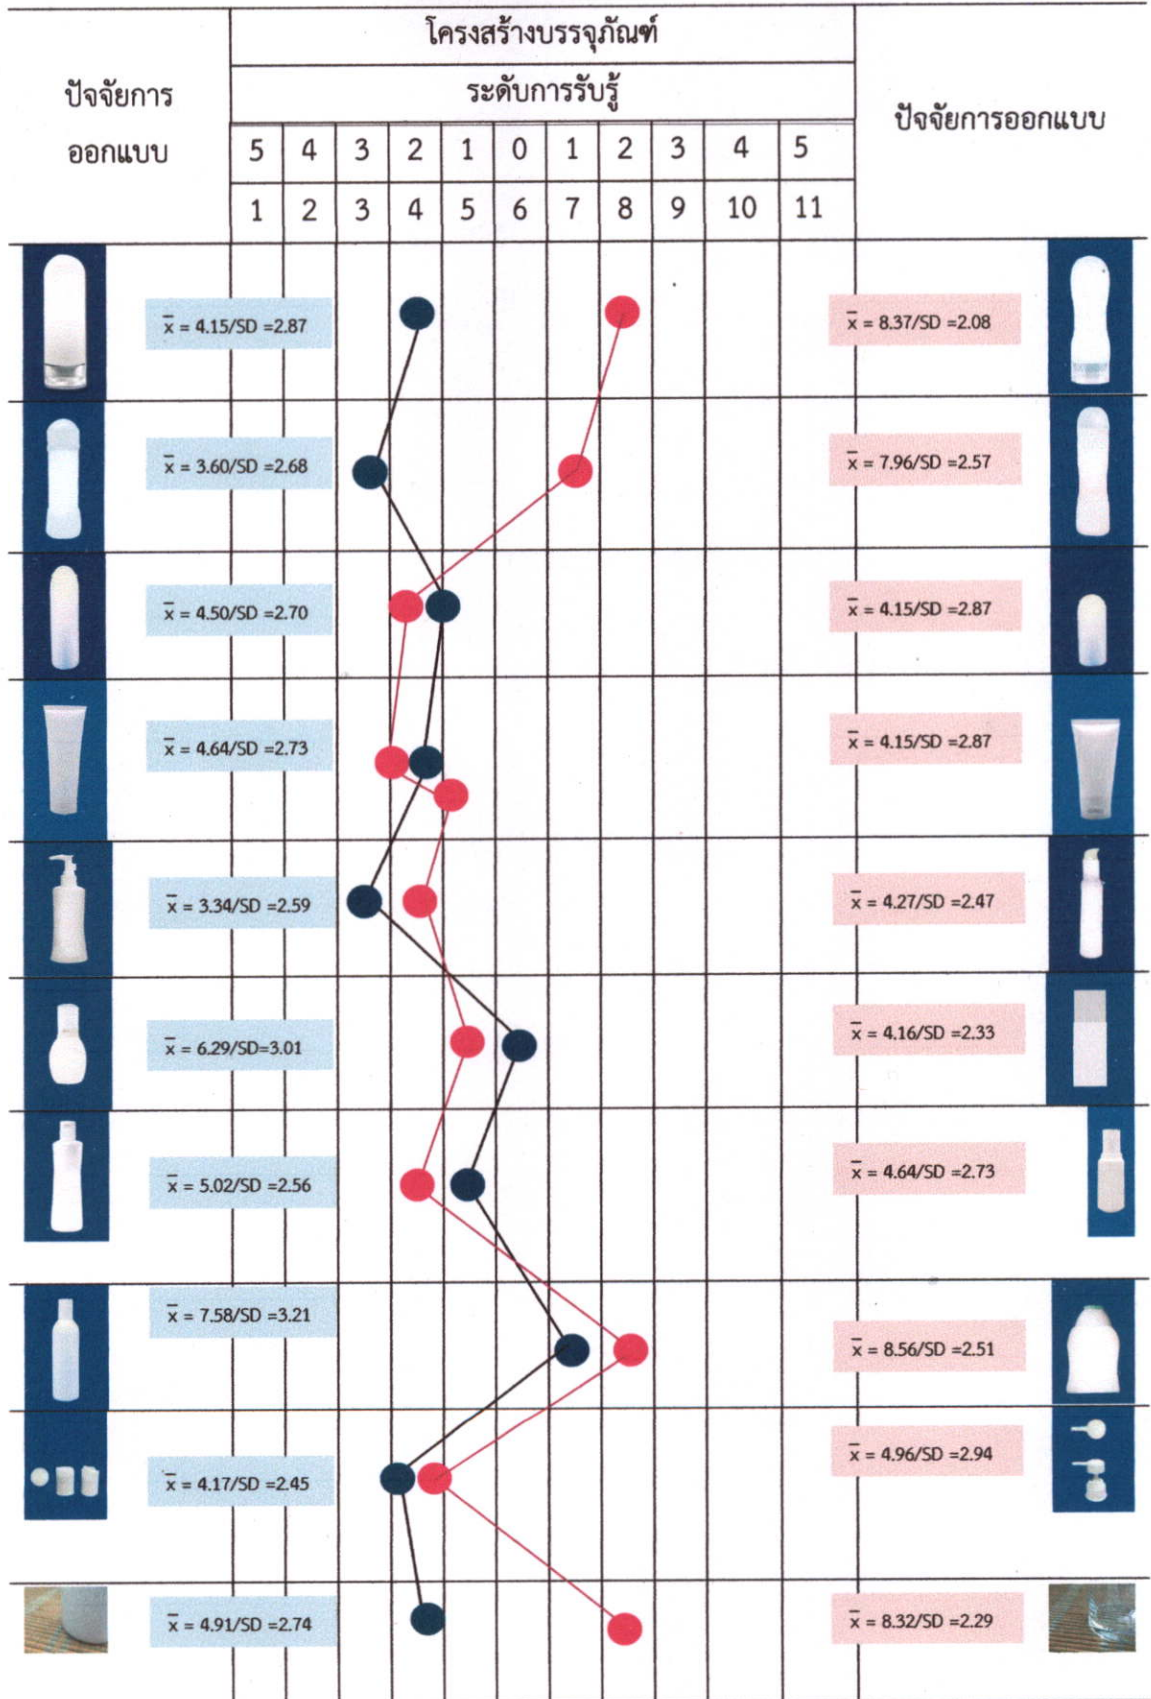 โครงสร้างบรรจุภัณฑ์
ปัจจัยการ
ออกแบบ
ระดับการรับรู้
ปัจจัยการออกแบบ
5 4 3 2 1 0 1 2 3 4 5
1 2 3 4 5 6 7 8 9 10 11
x̄ = 4.15/SD =2.87
x̄ = 8.37/SD =2.08
x̄ = 3.60/SD =2.68
x̄ = 7.96/SD =2.57
x̄ = 4.50/SD =2.70
x̄ = 4.15/SD =2.87
x̄ = 4.64/SD =2.73
x̄ = 4.15/SD =2.87
x̄ = 3.34/SD =2.59
x̄ = 4.27/SD =2.47
x̄ = 6.29/SD=3.01
x̄ = 4.16/SD =2.33
x̄ = 5.02/SD =2.56
x̄ = 4.64/SD =2.73
x̄ = 7.58/SD =3.21
x̄ = 8.56/SD =2.51
x̄ = 4.17/SD =2.45
x̄ = 4.96/SD =2.94
x̄ = 4.91/SD =2.74
x̄ = 8.32/SD =2.29